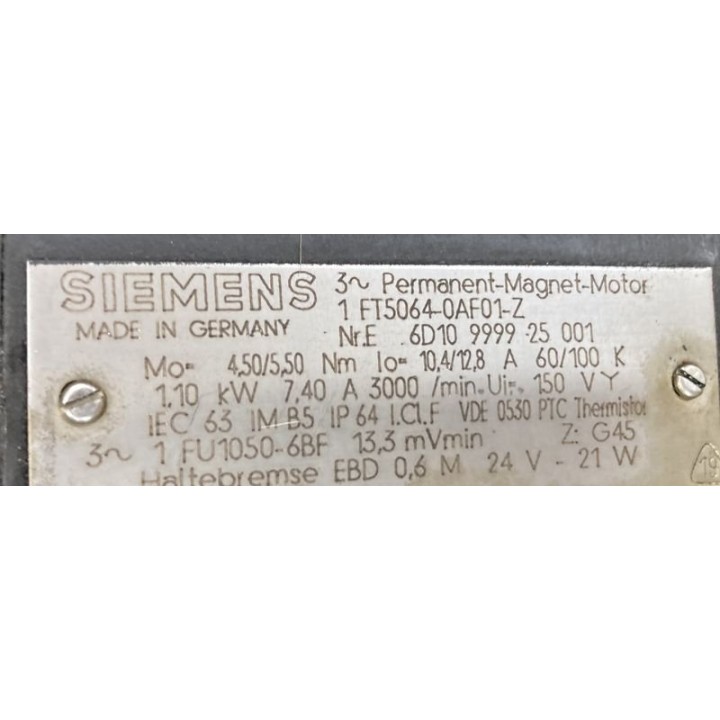 SIEMENS 3~ Permanent-Magnet-Motor
1 FT5064-0AF01-Z
MADE IN GERMANY Nr.E 6D10 9999 25 001
Mo= 4,50/5,50 Nm Io= 10,4/12,8 A 60/100 K
1,10 kW 7,40 A 3000 /min. Ui= 150 V Y
IEC/63 IM B5 IP 64 I.Cl.F VDE 0530 PTC Thermistor
3~ 1 FU1050-6BF 13,3 mVmin Z: G45
Haltebremse EBD 0,6 M 24 V - 21 W
19